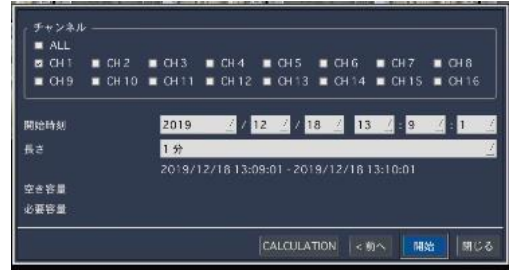 チャンネル
ALL
CH1 CH2 CH3 CH4 CH5 CH6 CH7 CH8
CH9 CH10 CH11 CH12 CH13 CH14 CH15 CH16
開始時刻 2019 / 12 / 18 13 : 9 : 1
長さ 1 分
2019/12/18 13:09:01 - 2019/12/18 13:10:01
空き容量
必要容量
CALCULATION <前へ 開始 閉じる